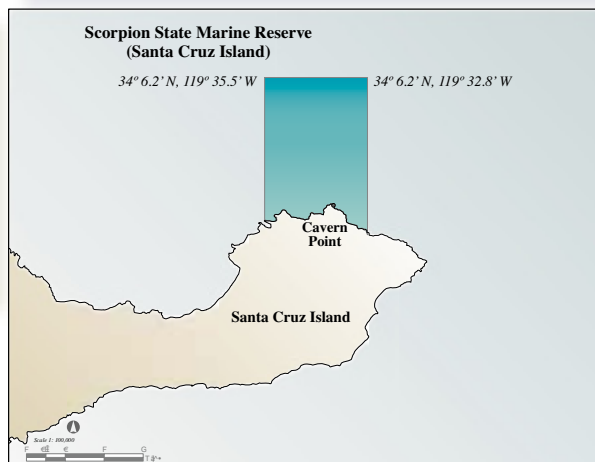 Scorpion State Marine Reserve
(Santa Cruz Island)
34º 6.2’ N, 119º 35.5’ W
34º 6.2’ N, 119º 32.8’ W
Cavern
Point
Santa Cruz Island
Scale 1: 100,000